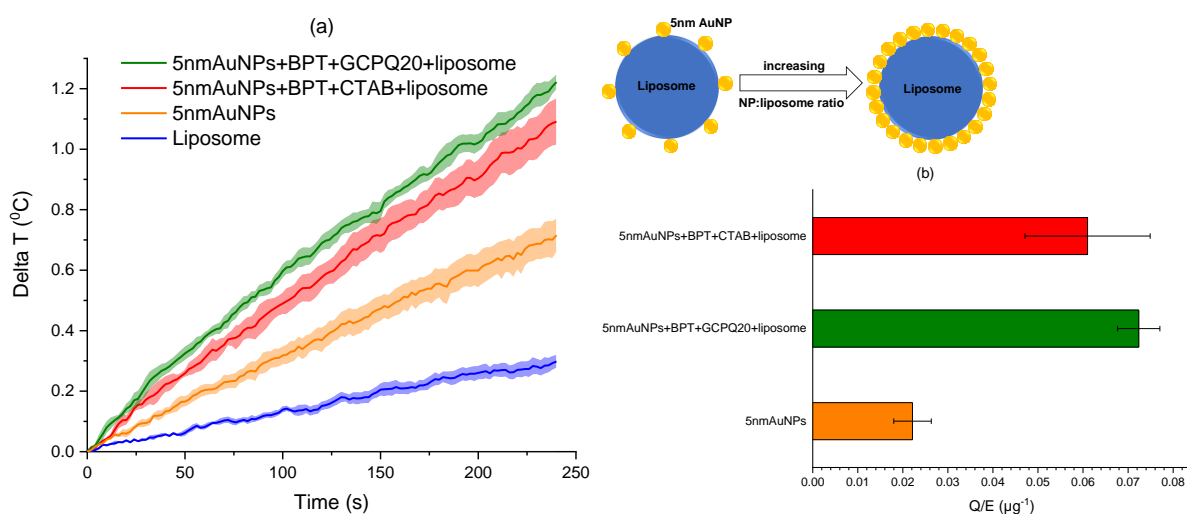 (a)
5nmAuNPs+BPT+GCPQ20+liposome
5nmAuNPs+BPT+CTAB+liposome
5nmAuNPs
Liposome
Delta T (⁰C)
1.2
1.0
0.8
0.6
0.4
0.2
0.0
0
50
100
150
200
250
Time (s)
5nm AuNP
Liposome
increasing
NP:liposome ratio
Liposome
(b)
5nmAuNPs+BPT+CTAB+liposome
5nmAuNPs+BPT+GCPQ20+liposome
5nmAuNPs
0.00
0.01
0.02
0.03
0.04
0.05
0.06
0.07
0.08
Q/E (µg⁻¹)